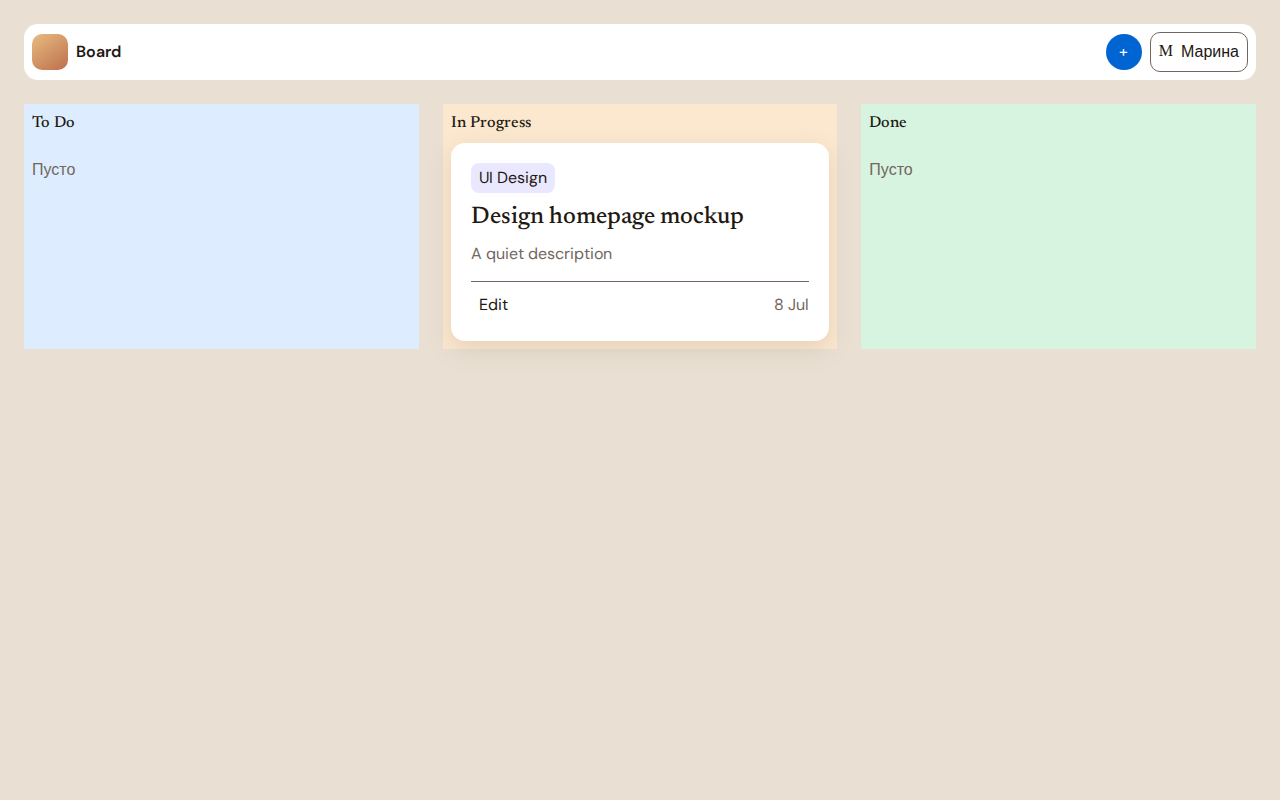 Board
+
М Марина
To Do
Пусто
In Progress
UI Design
Design homepage mockup
A quiet description
Edit
8 Jul
Done
Пусто